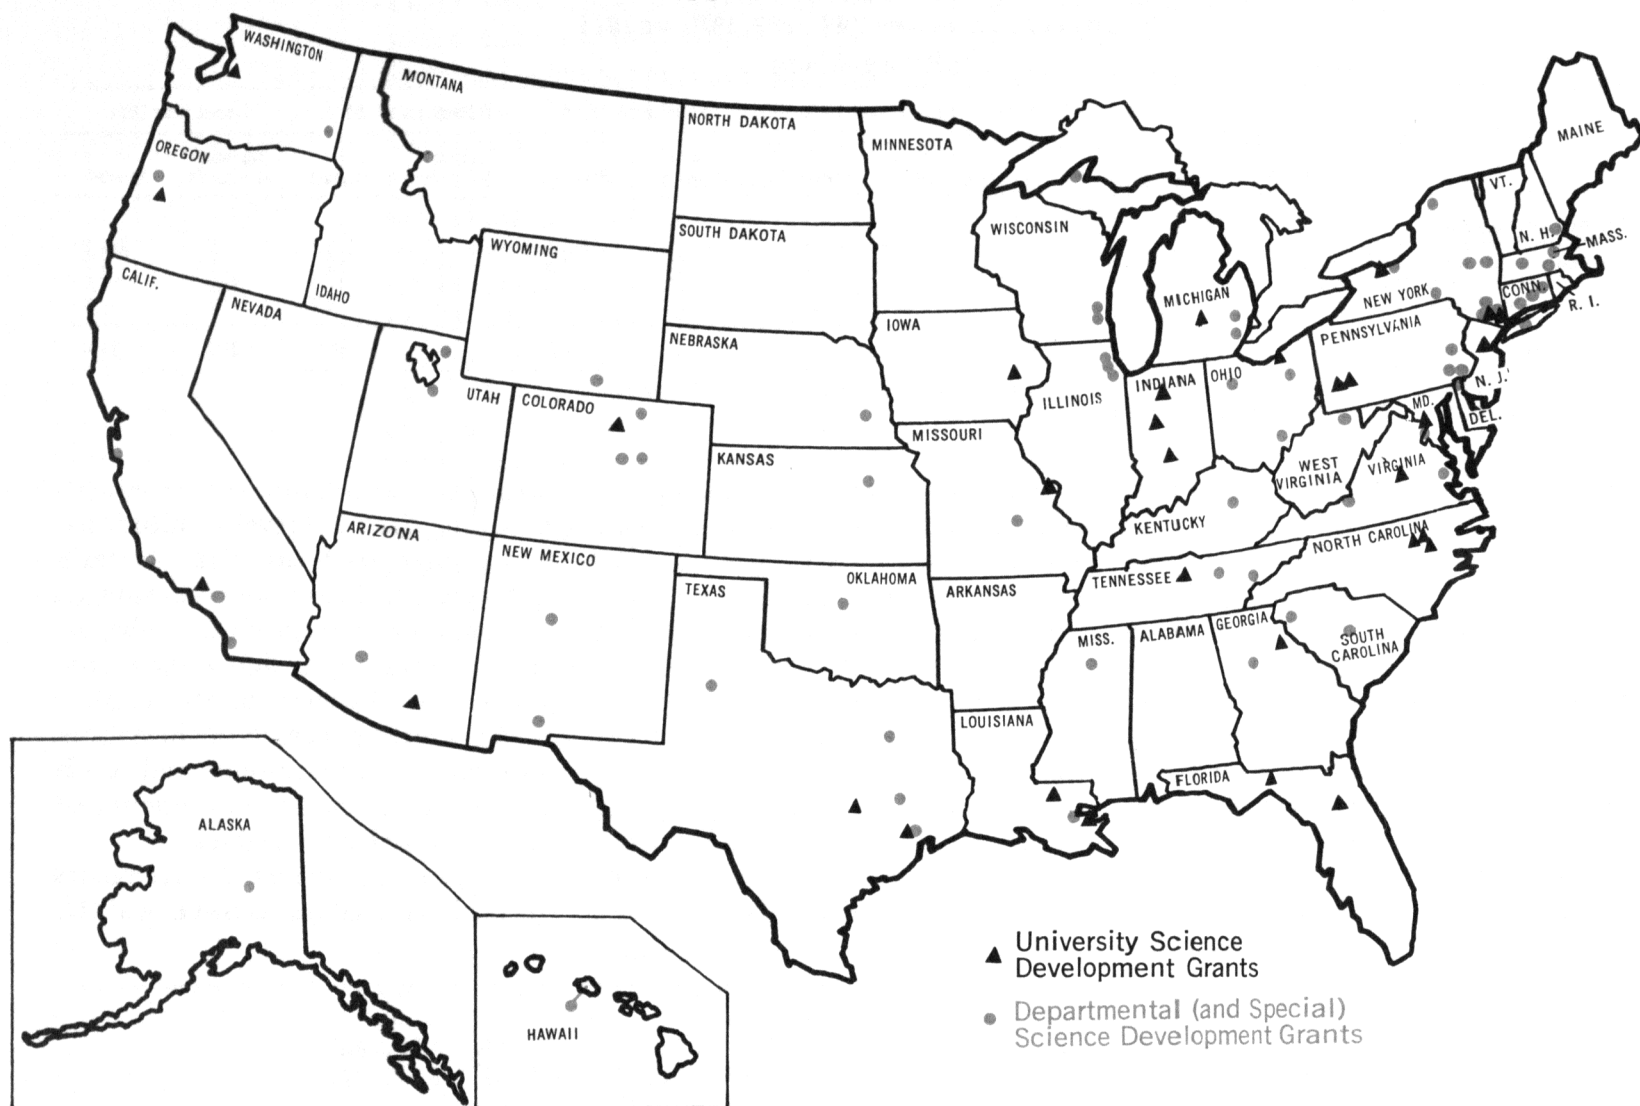 WASHINGTON
MONTANA
NORTH DAKOTA
MINNESOTA
MAINE
OREGON
VT.
WISCONSIN
N. H.
MASS.
SOUTH DAKOTA
WYOMING
CALIF.
IDAHO
NEVADA
MICHIGAN
NEW YORK
CONN.
R. I.
IOWA
PENNSYLVANIA
NEBRASKA
UTAH
COLORADO
ILLINOIS
INDIANA
OHIO
N. J.
MD.
DEL.
MISSOURI
KANSAS
WEST
VIRGINIA
VIRGINIA
KENTUCKY
ARIZONA
NEW MEXICO
NORTH CAROLINA
OKLAHOMA
TEXAS
ARKANSAS
TENNESSEE
MISS.
ALABAMA
GEORGIA
SOUTH
CAROLINA
LOUISIANA
FLORIDA
ALASKA
HAWAII
University Science
Development Grants
Departmental (and Special)
Science Development Grants